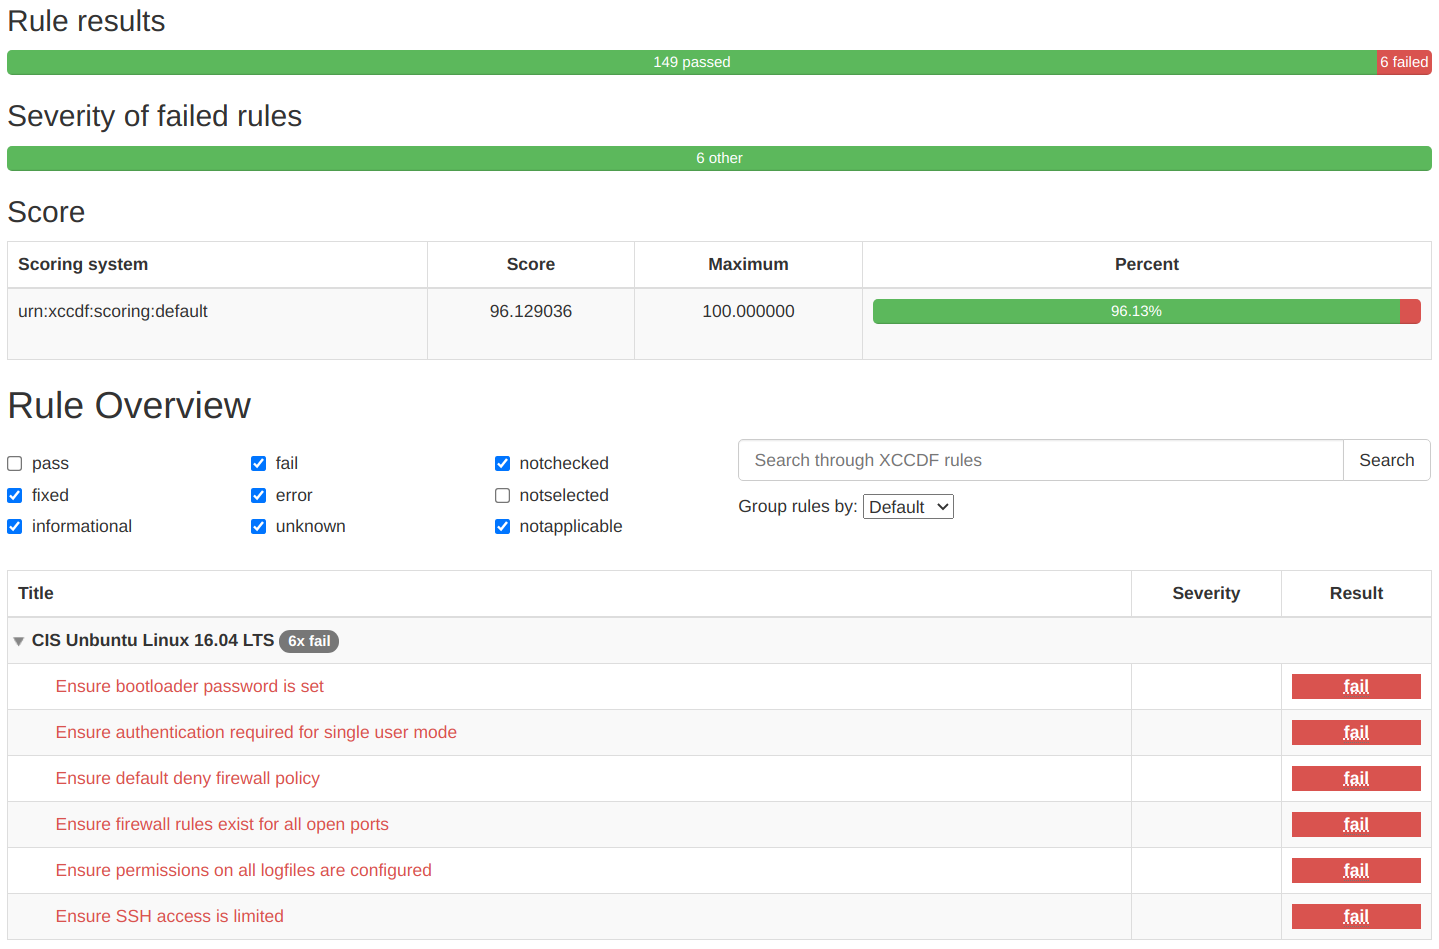 Rule results
149 passed 6 failed
Severity of failed rules
6 other
Score
Scoring system Score Maximum Percent
urn:xccdf:scoring:default 96.129036 100.000000 96.13%
Rule Overview
pass fail notchecked
fixed error notselected
informational unknown notapplicable
Search through XCCDF rules Search
Group rules by: Default
Title Severity Result
CIS Unbuntu Linux 16.04 LTS 6x fail
Ensure bootloader password is set fail
Ensure authentication required for single user mode fail
Ensure default deny firewall policy fail
Ensure firewall rules exist for all open ports fail
Ensure permissions on all logfiles are configured fail
Ensure SSH access is limited fail